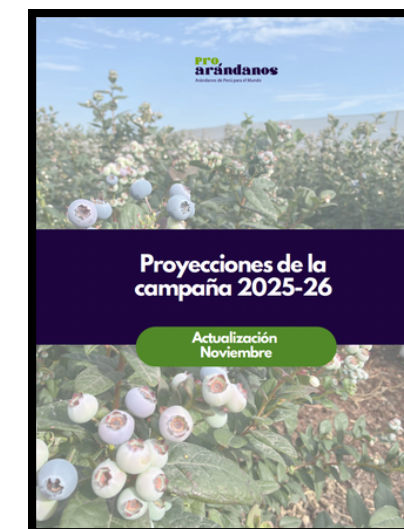 Pro
arándanos
Arándanos de Perú para el Mundo
Proyecciones de la
campaña 2025-26
Actualización
Noviembre